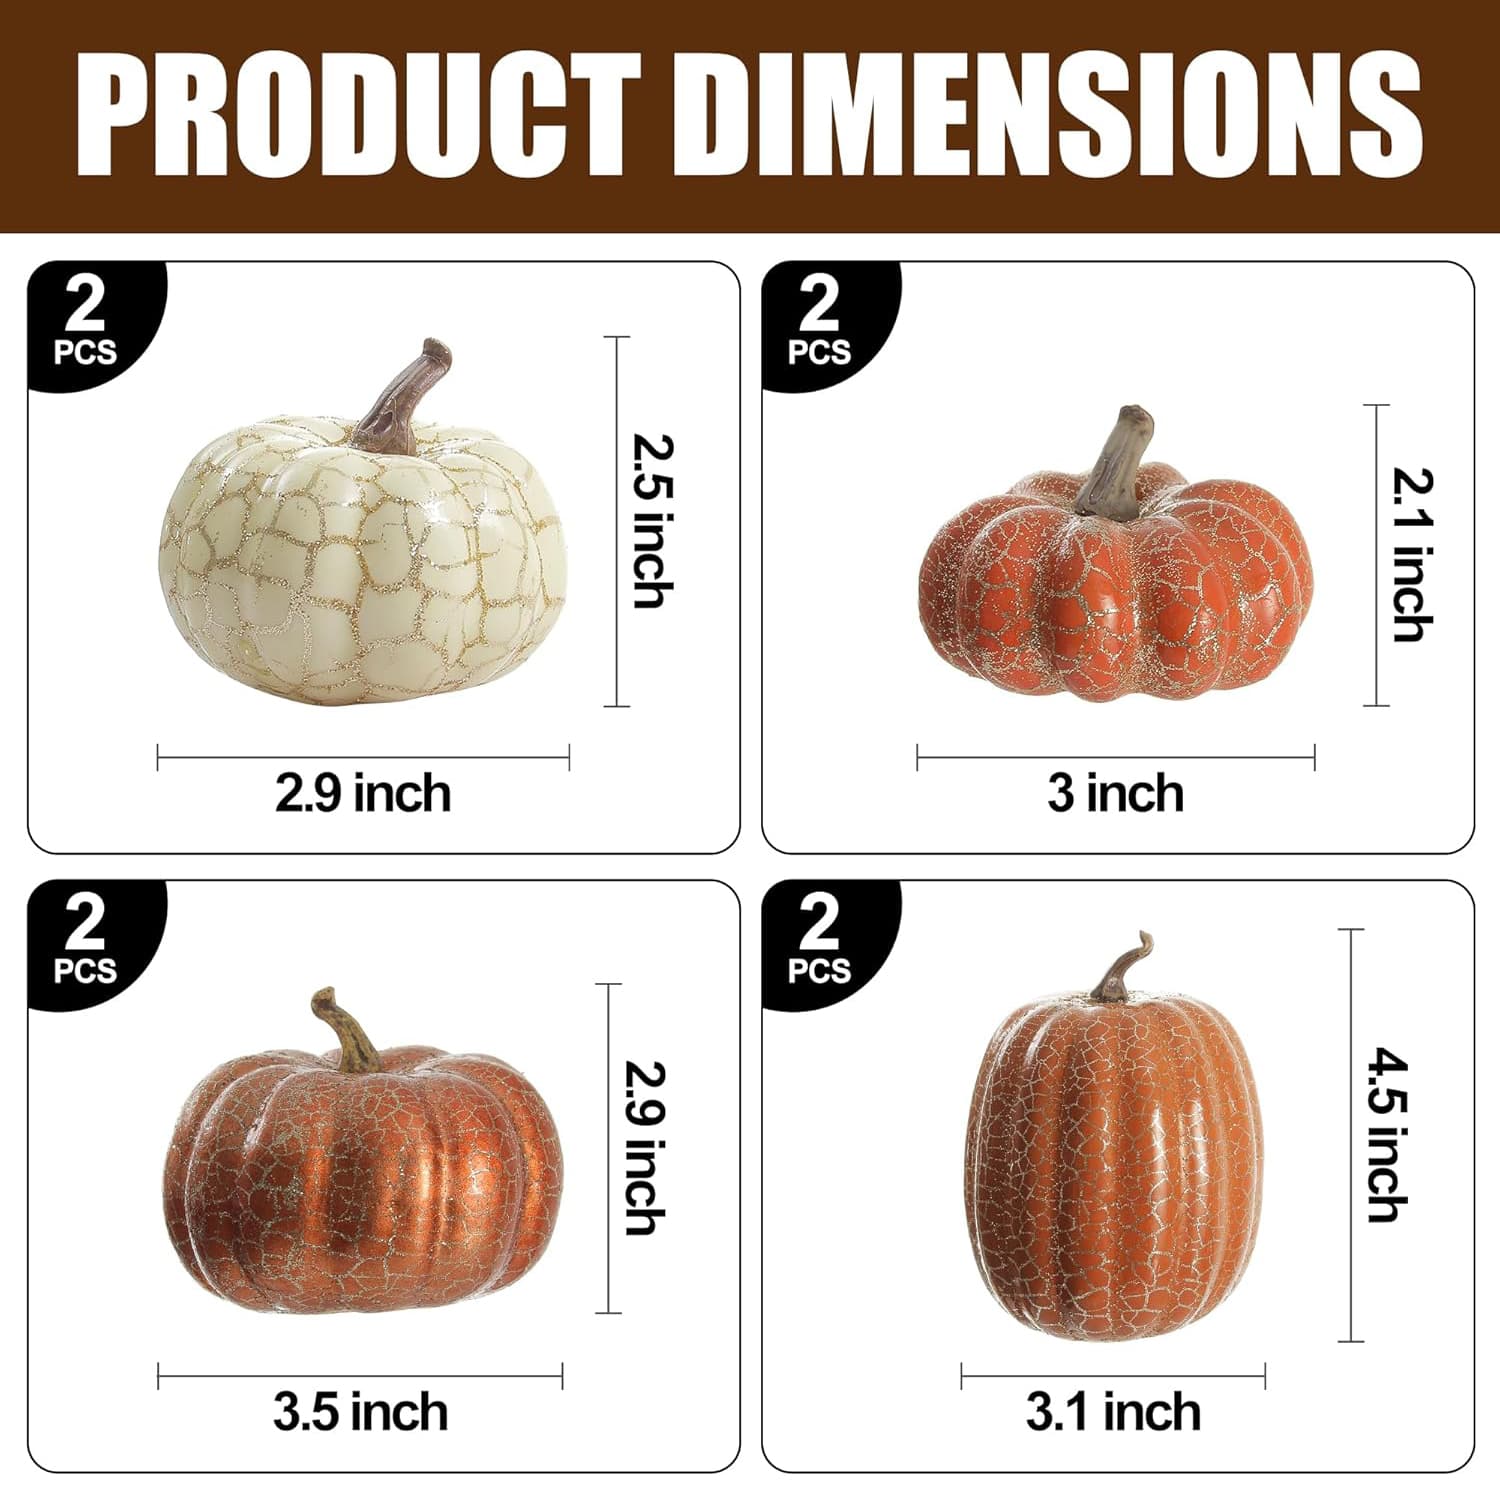 PRODUCT DIMENSIONS
2
PCS
2.5 inch
2.9 inch
2
PCS
2.1 inch
3 inch
2
PCS
2.9 inch
3.5 inch
2
PCS
4.5 inch
3.1 inch